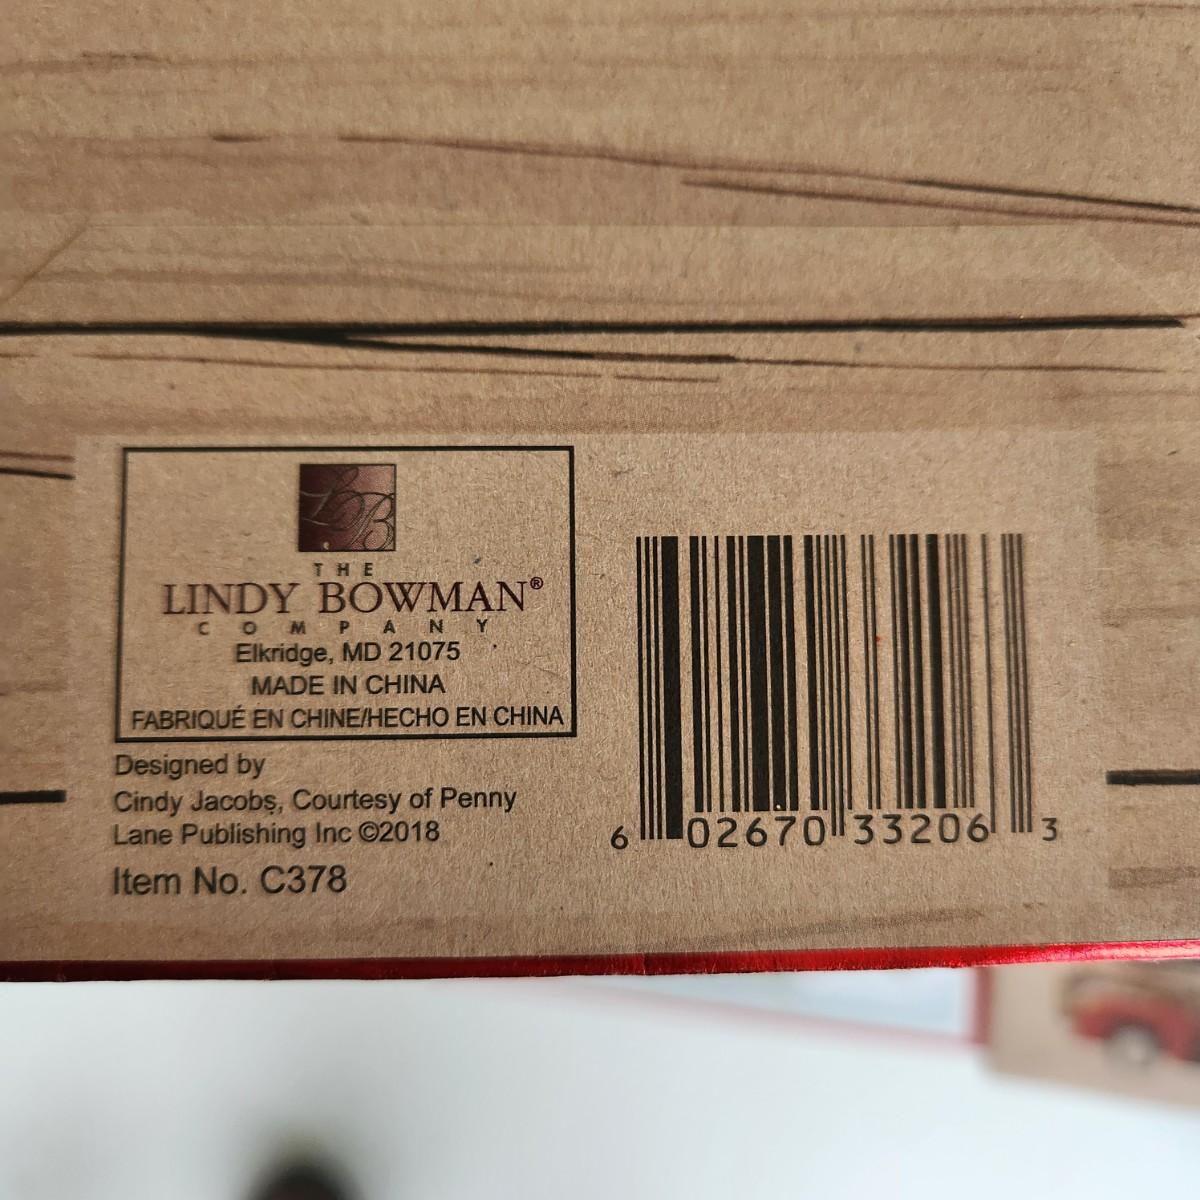 LB
THE
LINDY BOWMAN®
COMPANY
Elkridge, MD 21075
MADE IN CHINA
FABRIQUÉ EN CHINE/HECHO EN CHINA
Designed by
Cindy Jacobs, Courtesy of Penny
Lane Publishing Inc ©2018
Item No. C378
6 02670 33206 3